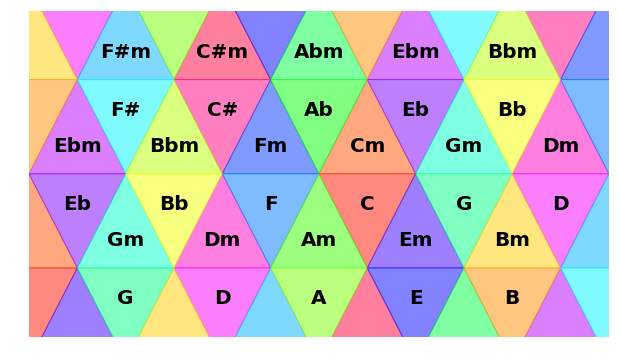 F#m C#m Abm Ebm Bbm
F# C# Ab Eb Bb
Ebm Bbm Fm Cm Gm Dm
Eb Bb F C G D
Gm Dm Am Em Bm
G D A E B